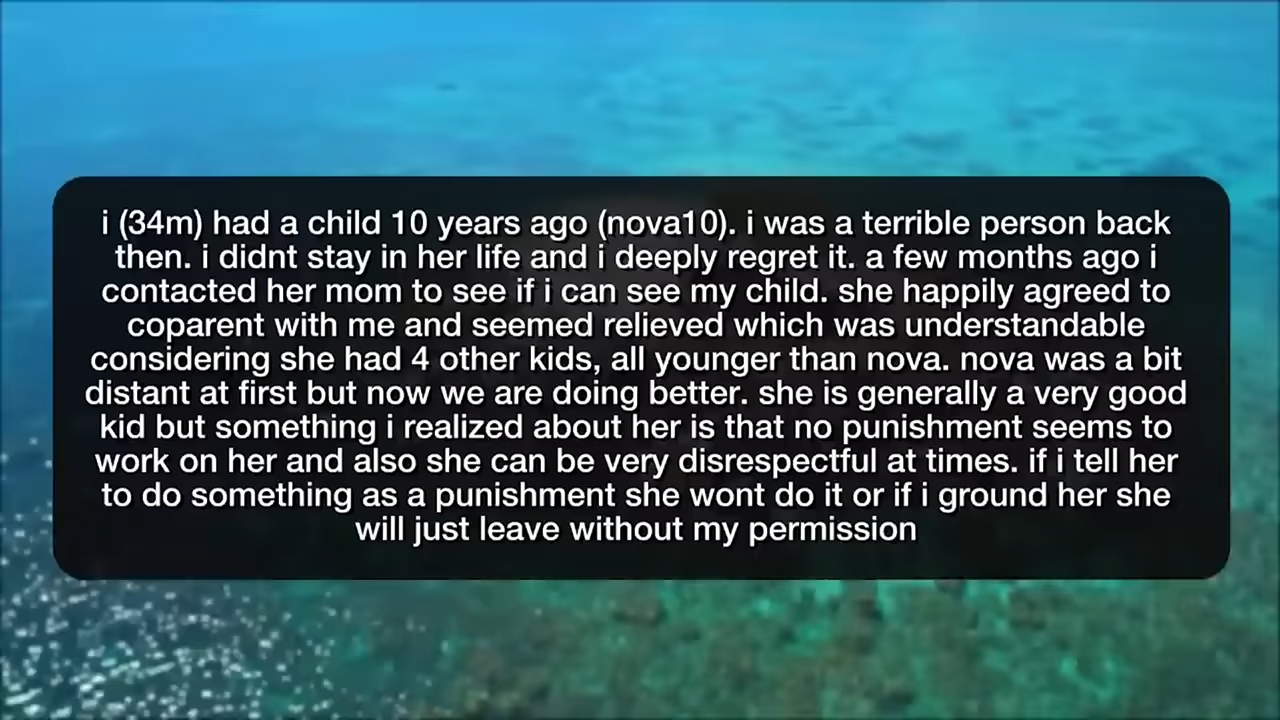 i (34m) had a child 10 years ago (nova10). i was a terrible person back
then. i didnt stay in her life and i deeply regret it. a few months ago i
contacted her mom to see if i can see my child. she happily agreed to
coparent with me and seemed relieved which was understandable
considering she had 4 other kids, all younger than nova. nova was a bit
distant at first but now we are doing better. she is generally a very good
kid but something i realized about her is that no punishment seems to
work on her and also she can be very disrespectful at times. if i tell her
to do something as a punishment she wont do it or if i ground her she
will just leave without my permission